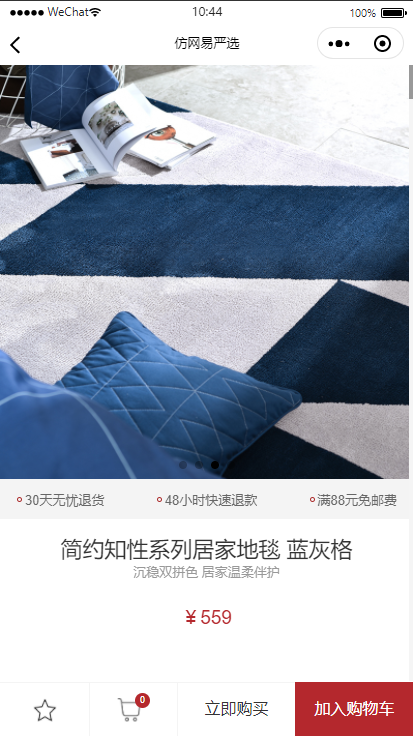 WeChat 10:44 100%
仿网易严选
30天无忧退货 48小时快速退款 满88元免邮费
简约知性系列居家地毯 蓝灰格
沉稳双拼色 居家温柔伴护
¥ 559
0
立即购买 加入购物车